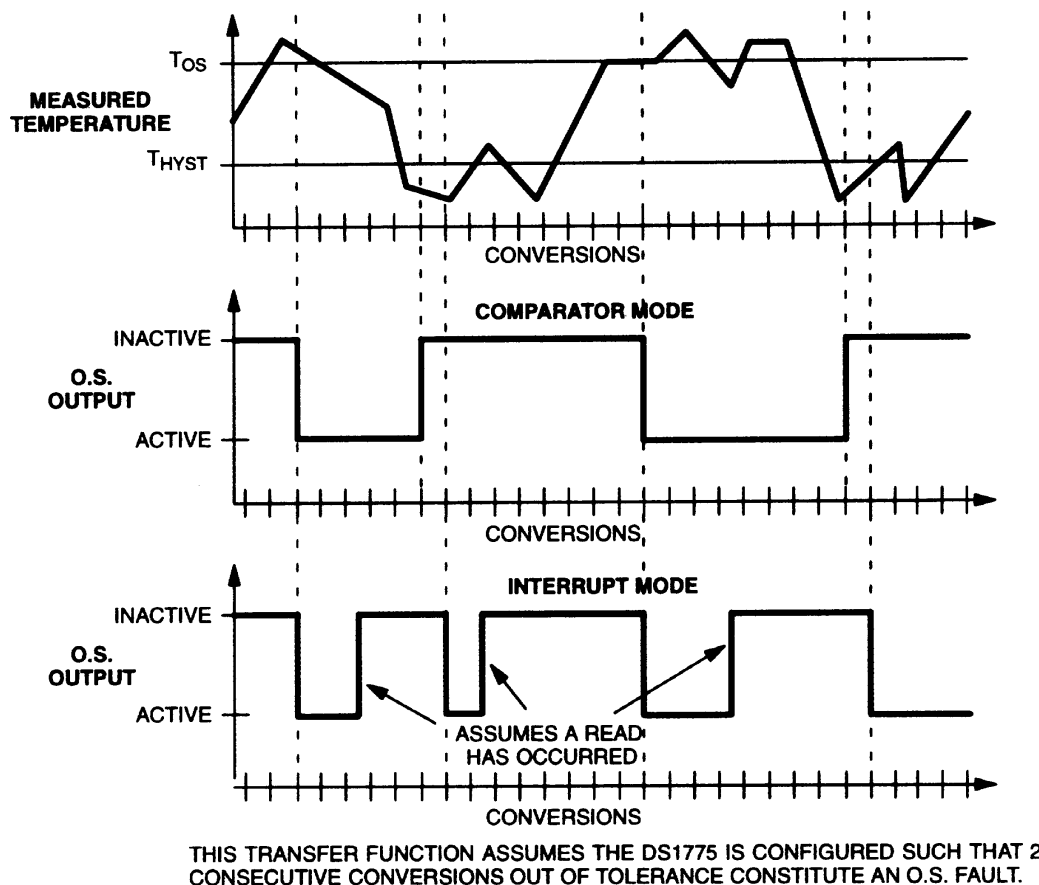 TOS
MEASURED
TEMPERATURE
THYST
CONVERSIONS
COMPARATOR MODE
INACTIVE
O.S.
OUTPUT
ACTIVE
CONVERSIONS
INTERRUPT MODE
INACTIVE
O.S.
OUTPUT
ACTIVE
ASSUMES A READ
HAS OCCURRED
CONVERSIONS
THIS TRANSFER FUNCTION ASSUMES THE DS1775 IS CONFIGURED SUCH THAT 2
CONSECUTIVE CONVERSIONS OUT OF TOLERANCE CONSTITUTE AN O.S. FAULT.